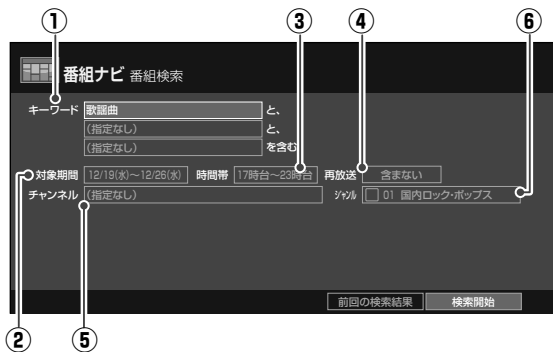 ① ③ ④ ⑥
番組ナビ 番組検索
キーワード 歌謡曲 と、
(指定なし) と、
(指定なし) を含む
対象期間 12/19(水)～12/26(水) 時間帯 17時台～23時台 再放送 含まない
チャンネル (指定なし) ジャンル 01 国内ロック・ポップス
前回の検索結果 検索開始
② ⑤